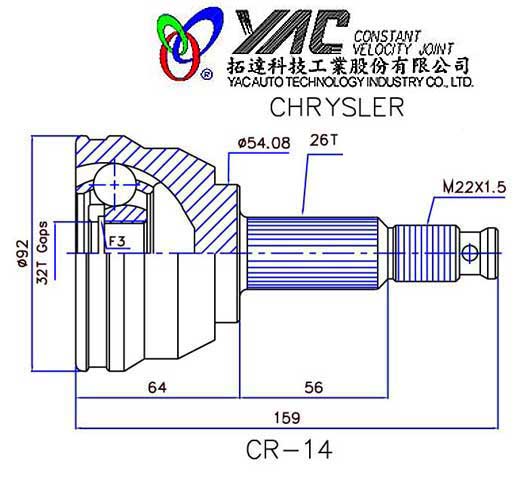 YAC CONSTANT
VELOCITY JOINT
®
拓達科技工業股份有限公司
YAC AUTO TECHNOLOGY INDUSTRY CO., LTD.
CHRYSLER
ø54.08
26T
M22X1.5
ø92
32T Gaps
F3
64
56
159
CR-14